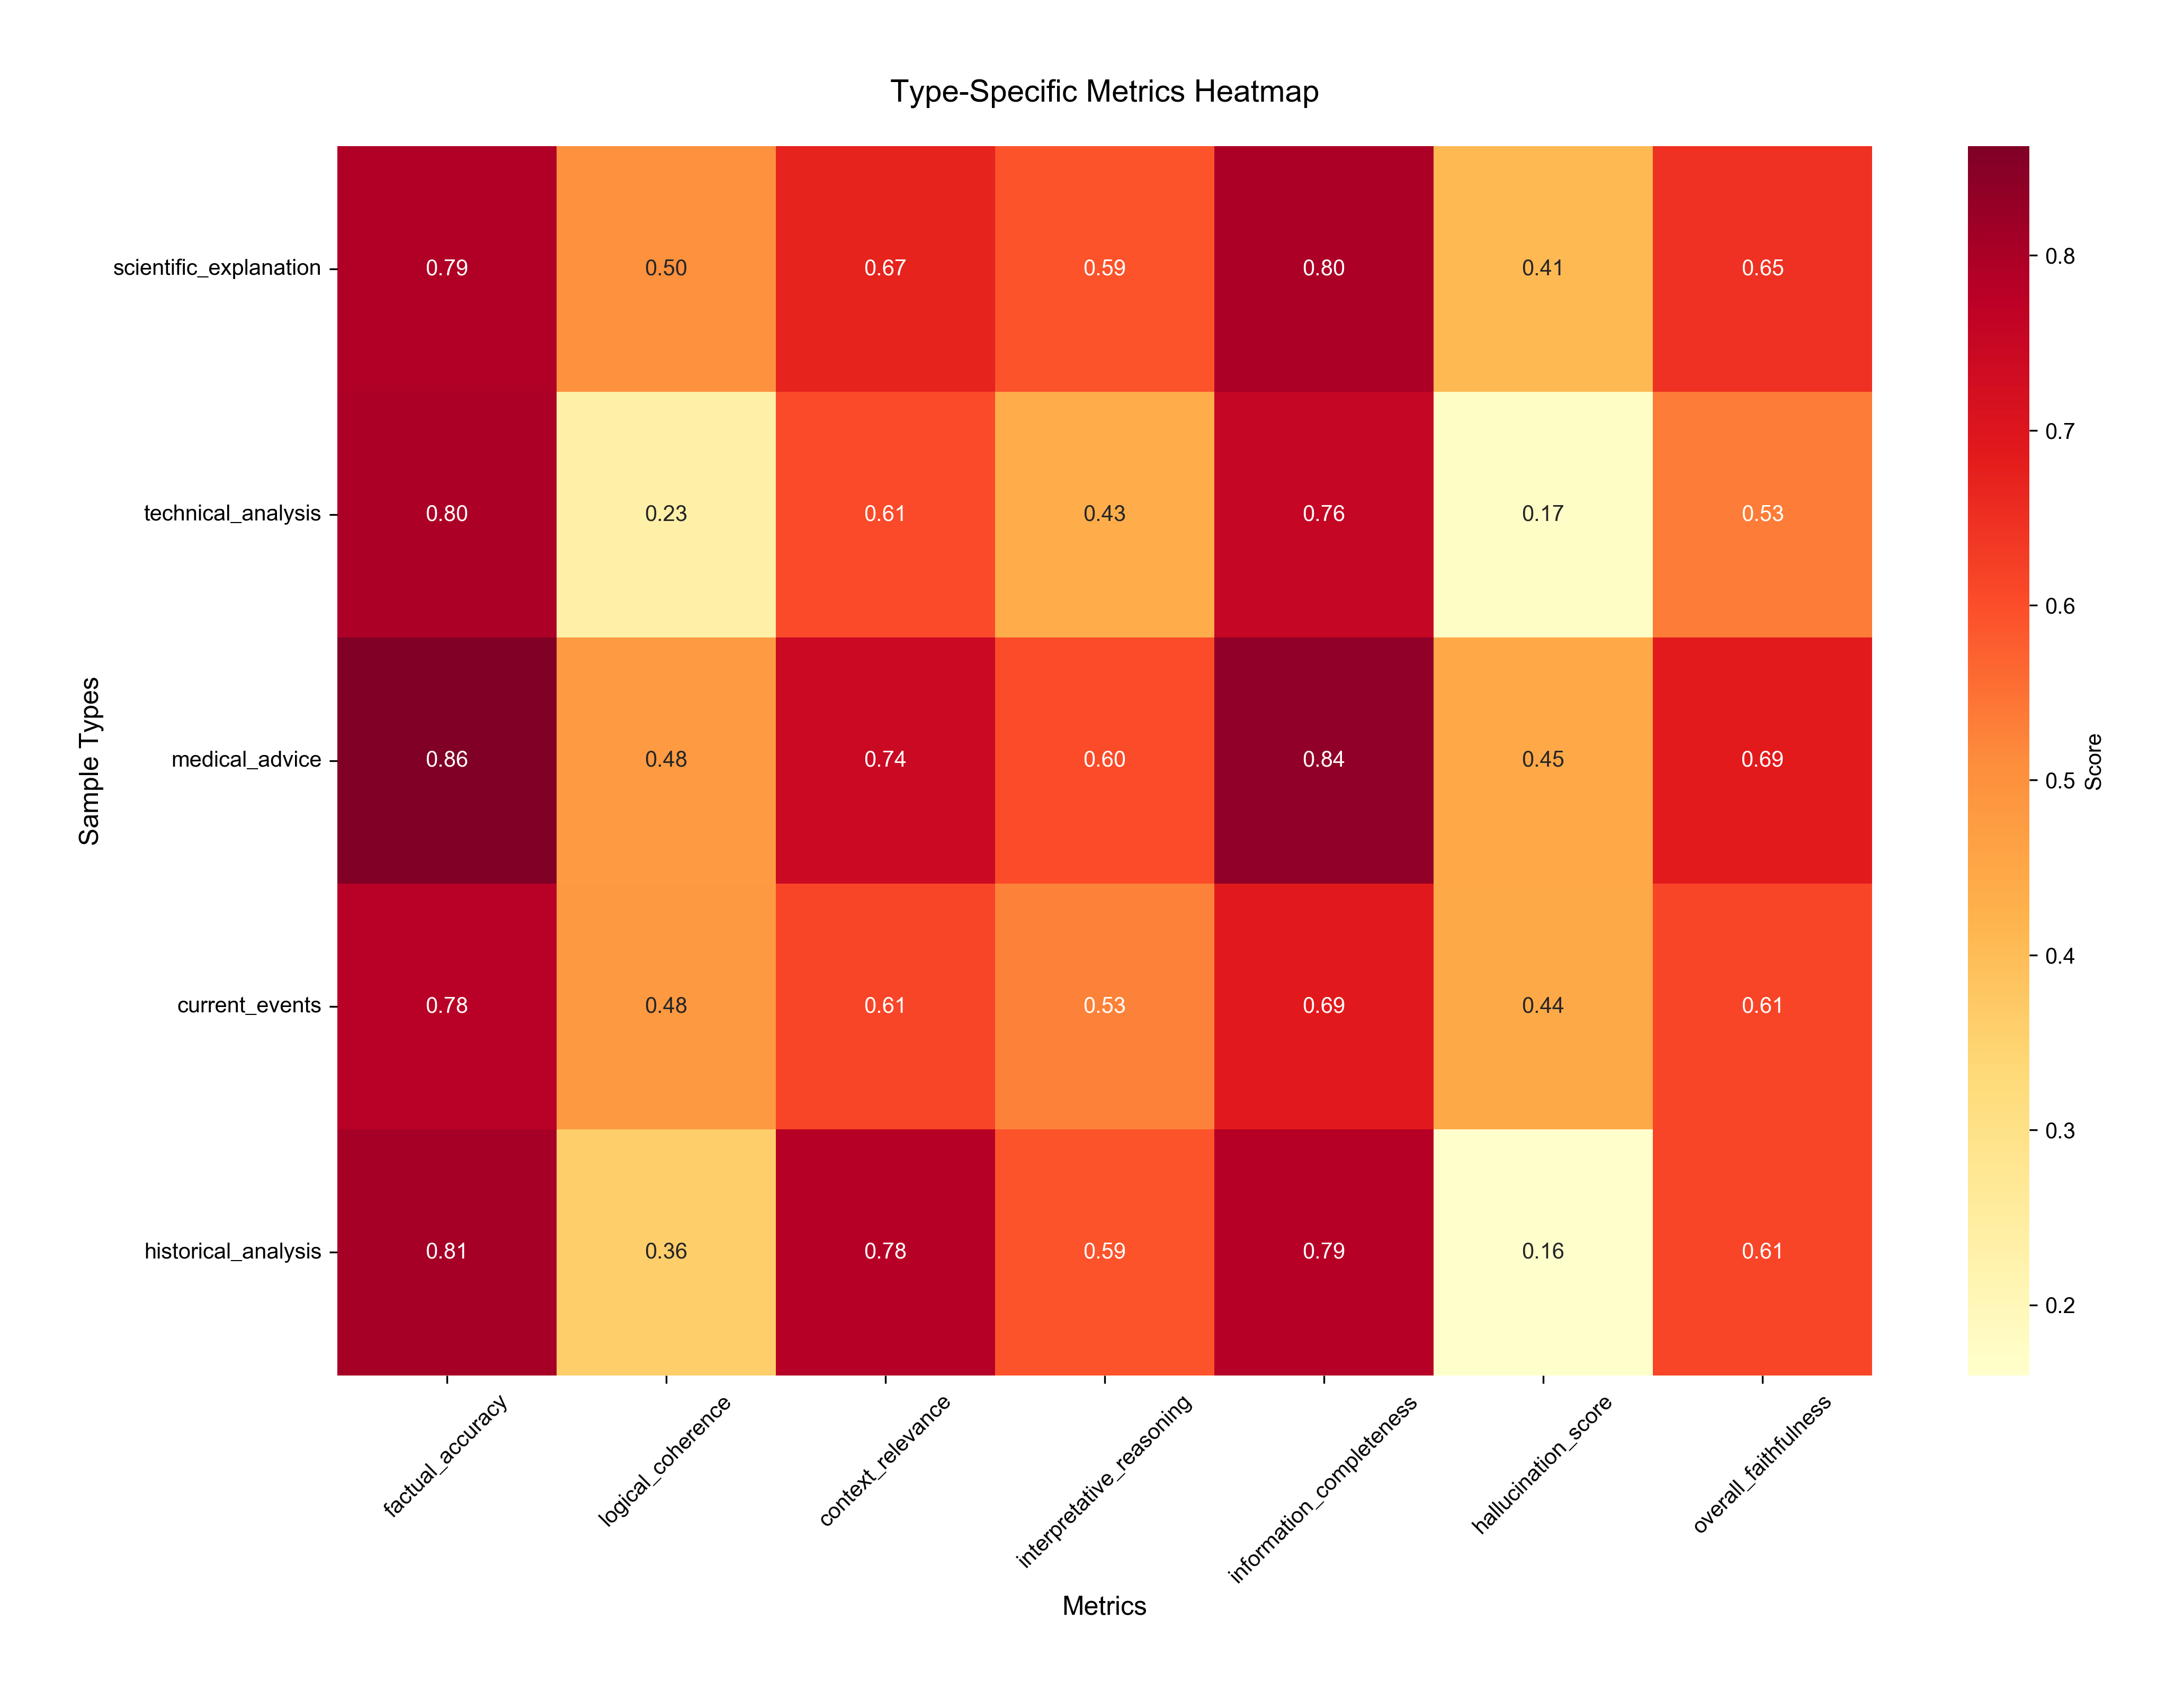 Type-Specific Metrics Heatmap
Sample Types
scientific_explanation 0.79 0.50 0.67 0.59 0.80 0.41 0.65
technical_analysis 0.80 0.23 0.61 0.43 0.76 0.17 0.53
medical_advice 0.86 0.48 0.74 0.60 0.84 0.45 0.69
current_events 0.78 0.48 0.61 0.53 0.69 0.44 0.61
historical_analysis 0.81 0.36 0.78 0.59 0.79 0.16 0.61
factual_accuracy
logical_coherence
context_relevance
interpretative_reasoning
information_completeness
hallucination_score
overall_faithfulness
Metrics
0.8
0.7
0.6
0.5
0.4
0.3
0.2
Score